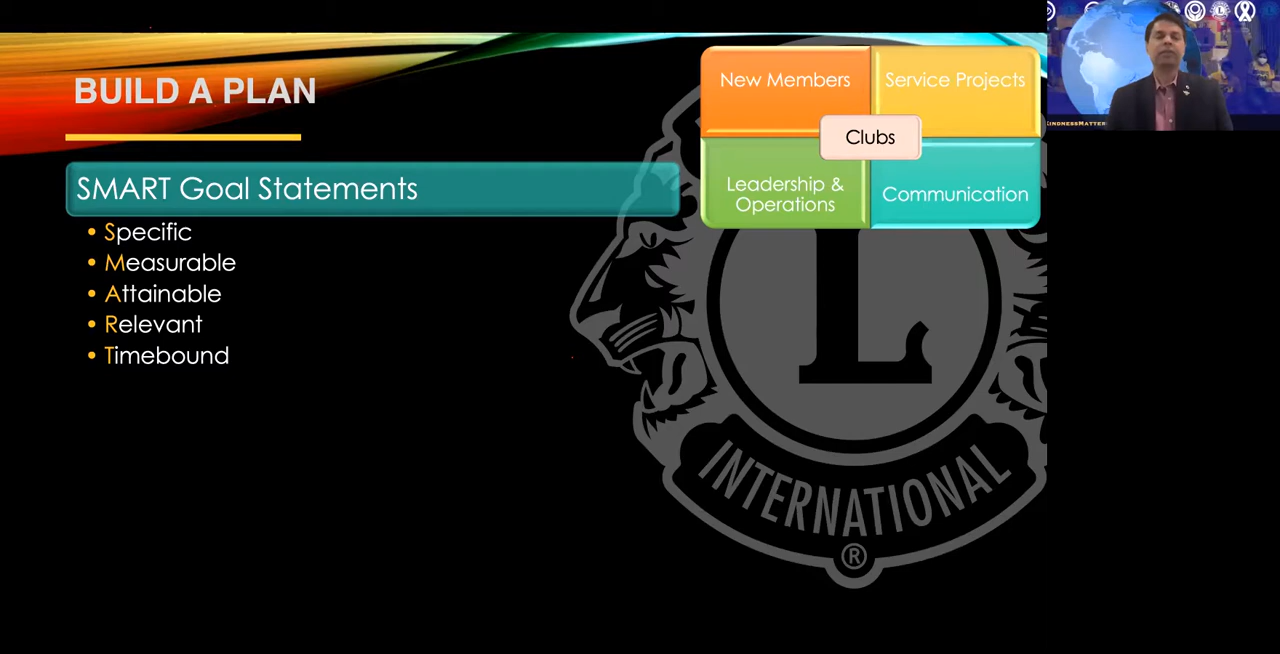 BUILD A PLAN
SMART Goal Statements
• Specific
• Measurable
• Attainable
• Relevant
• Timebound
New Members
Service Projects
Clubs
Leadership &
Operations
Communication
L
INTERNATIONAL
®
KINDNESSMATTERS